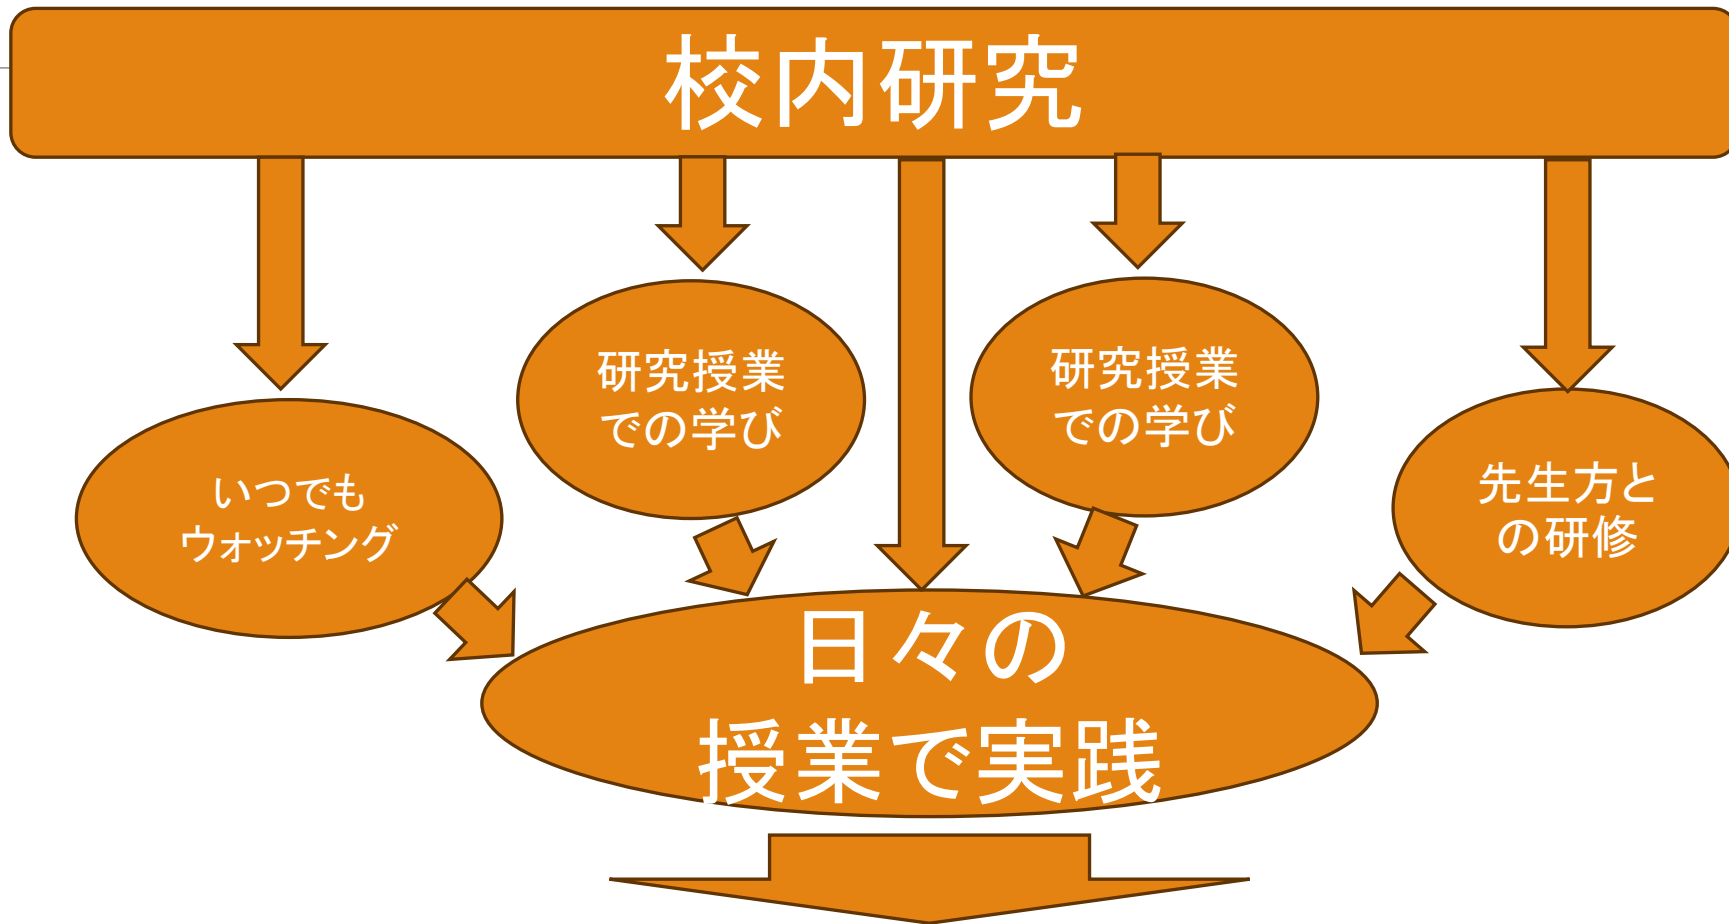 校内研究
研究授業
での学び
研究授業
での学び
いつでも
ウォッチング
先生方と
の研修
日々の
授業で実践